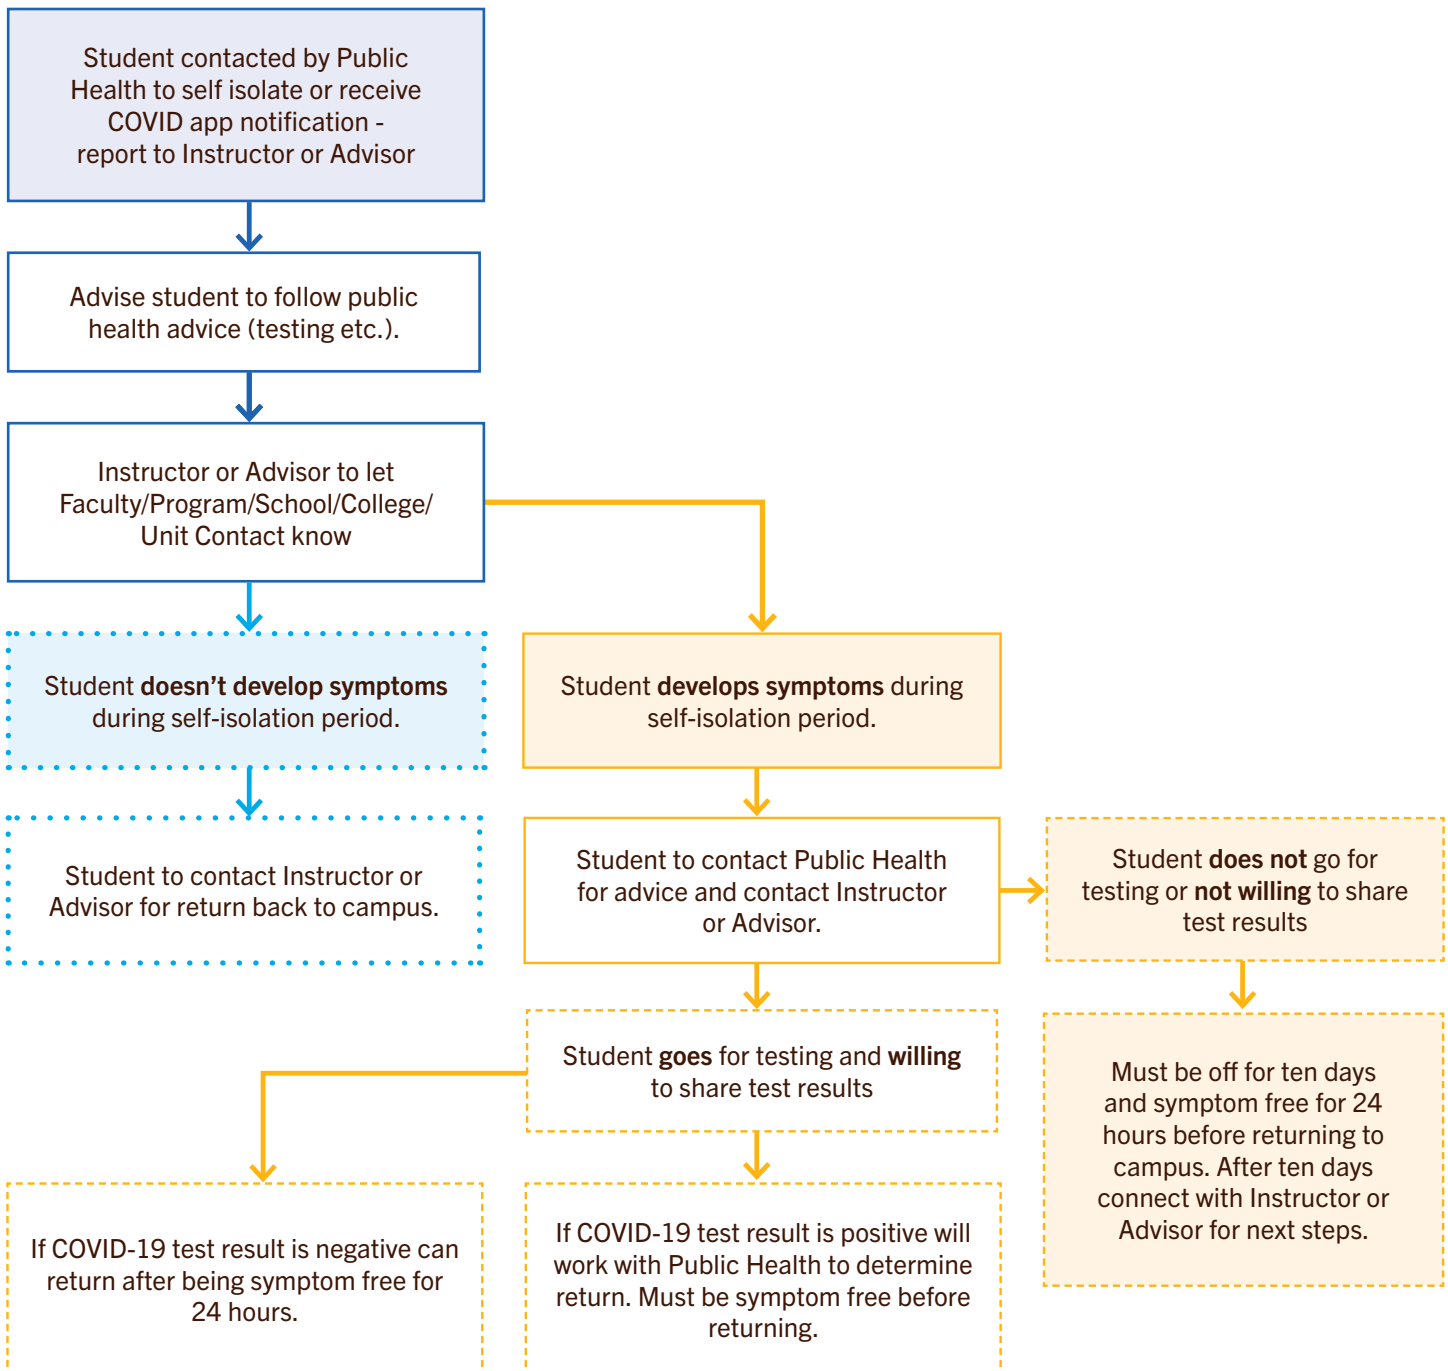 Student contacted by Public
Health to self isolate or receive
COVID app notification -
report to Instructor or Advisor
Advise student to follow public
health advice (testing etc.).
Instructor or Advisor to let
Faculty/Program/School/College/
Unit Contact know
Student doesn't develop symptoms
during self-isolation period.
Student develops symptoms during
self-isolation period.
Student to contact Instructor or
Advisor for return back to campus.
Student to contact Public Health
for advice and contact Instructor
or Advisor.
Student does not go for
testing or not willing to share
test results
Student goes for testing and willing
to share test results
Must be off for ten days
and symptom free for 24
hours before returning to
campus. After ten days
connect with Instructor or
Advisor for next steps.
If COVID-19 test result is negative can
return after being symptom free for
24 hours.
If COVID-19 test result is positive will
work with Public Health to determine
return. Must be symptom free before
returning.